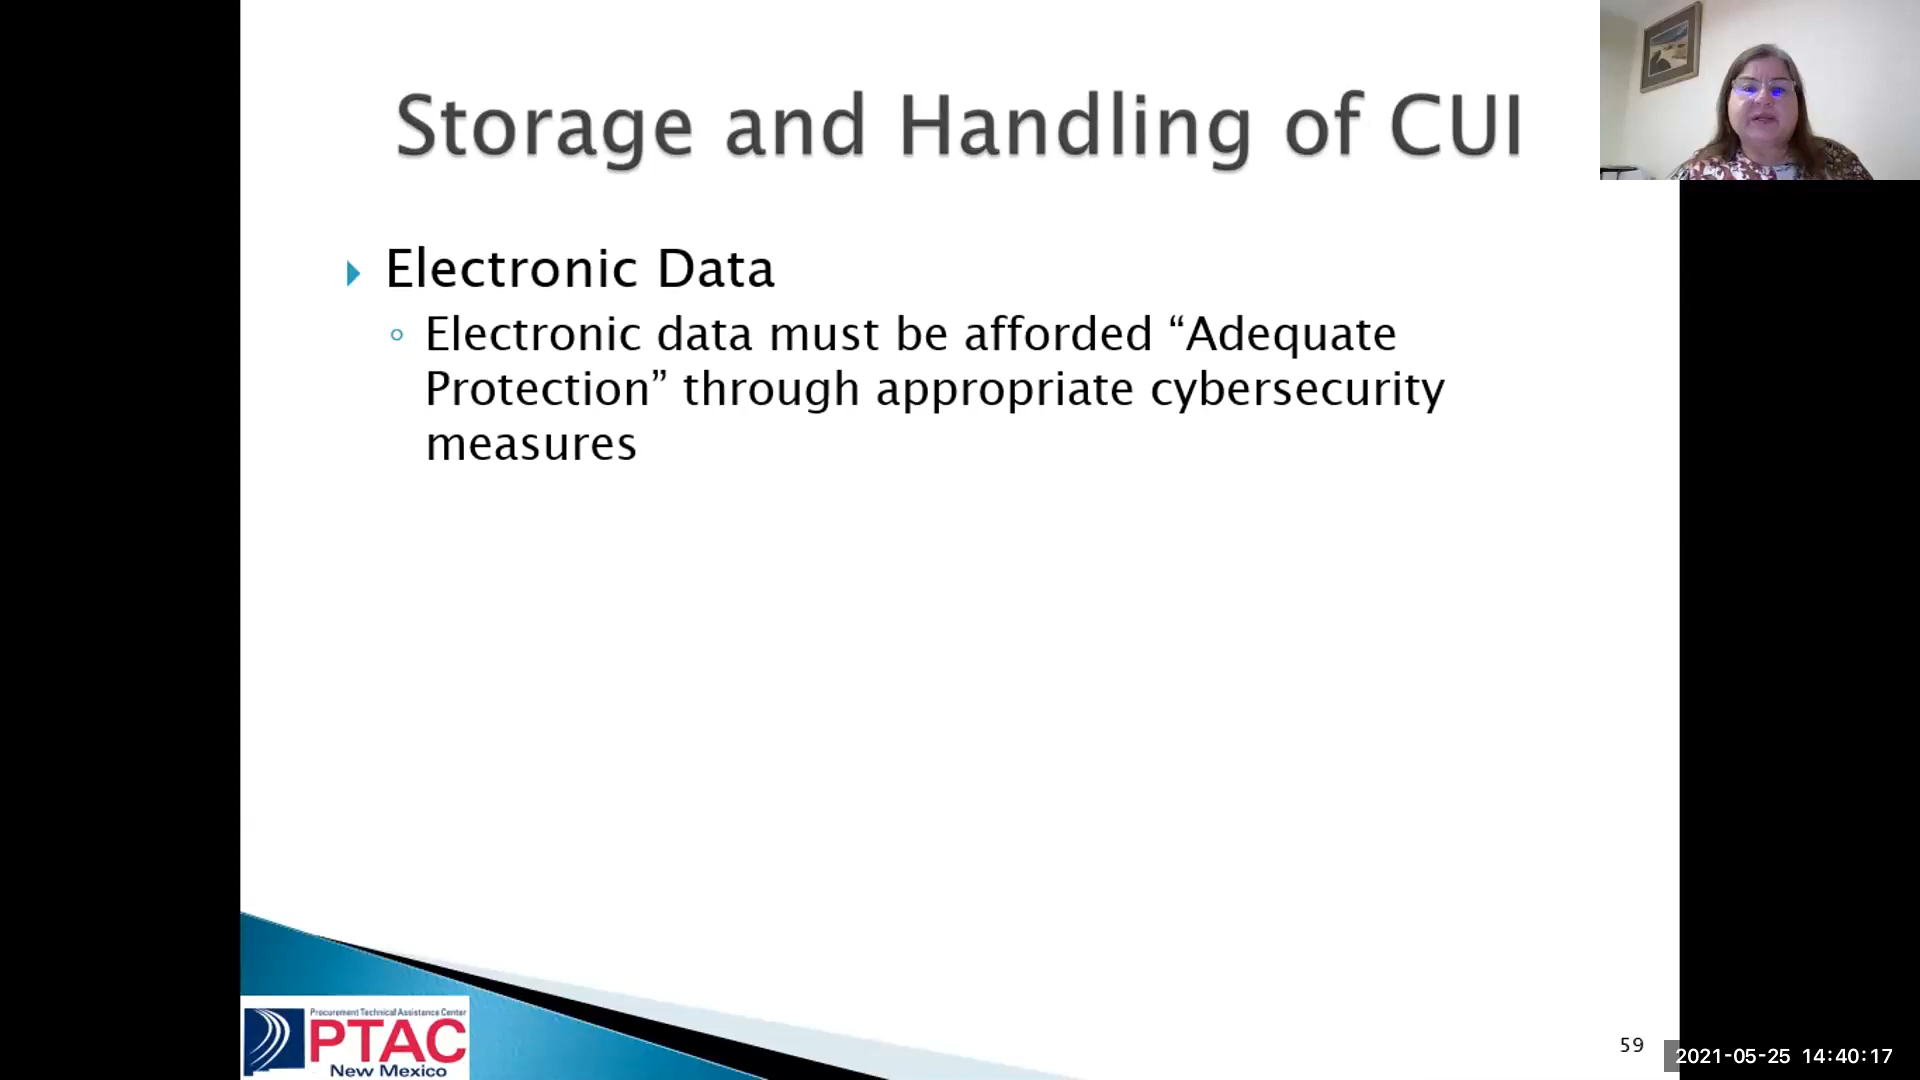 Storage and Handling of CUI
Electronic Data
Electronic data must be afforded “Adequate
Protection” through appropriate cybersecurity
measures
Procurement Technical Assistance Center
PTAC
New Mexico
59
2021-05-25 14:40:17